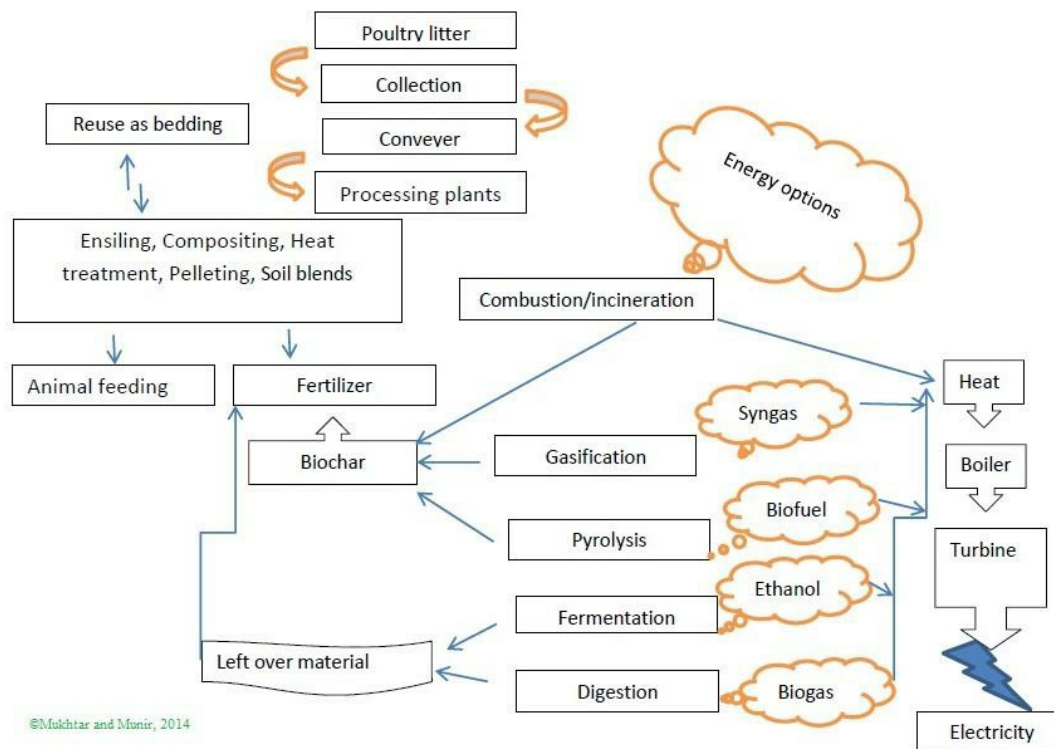 Poultry litter
Collection
Reuse as bedding
Conveyer
Processing plants
Energy options
Ensiling, Compositing, Heat
treatment, Pelleting, Soil blends
Combustion/incineration
Animal feeding
Fertilizer
Heat
Syngas
Biochar
Gasification
Boiler
Biofuel
Pyrolysis
Turbine
Ethanol
Fermentation
Left over material
Digestion
Biogas
©Mukhtar and Munir, 2014
Electricity